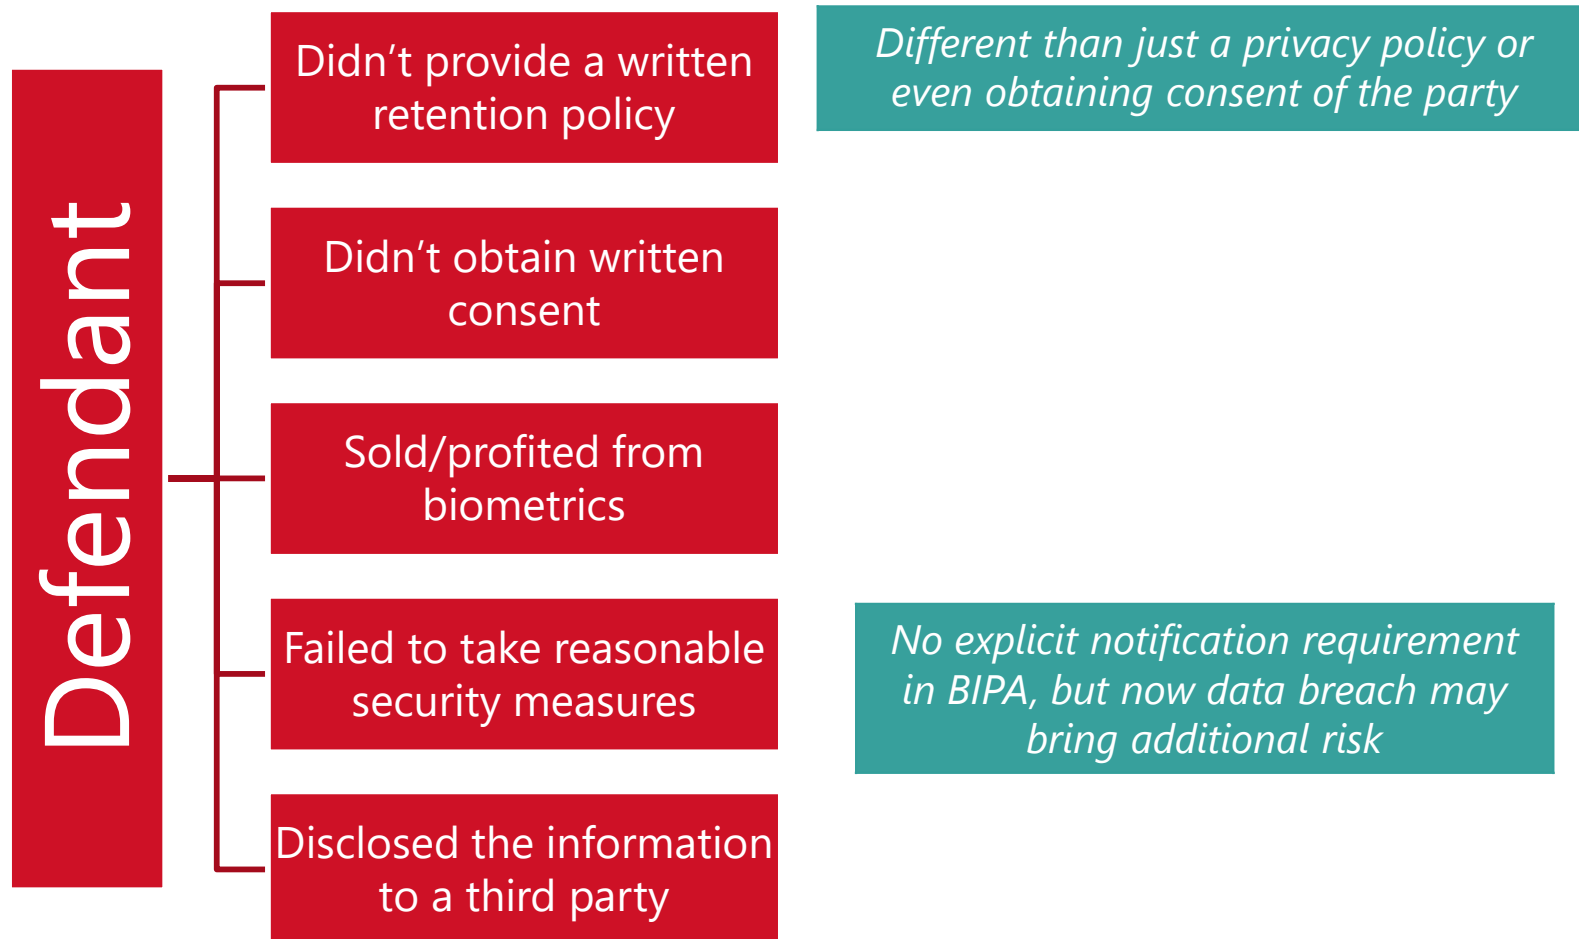 Defendant
Didn’t provide a written
retention policy
Different than just a privacy policy or
even obtaining consent of the party
Didn’t obtain written
consent
Sold/profited from
biometrics
Failed to take reasonable
security measures
No explicit notification requirement
in BIPA, but now data breach may
bring additional risk
Disclosed the information
to a third party